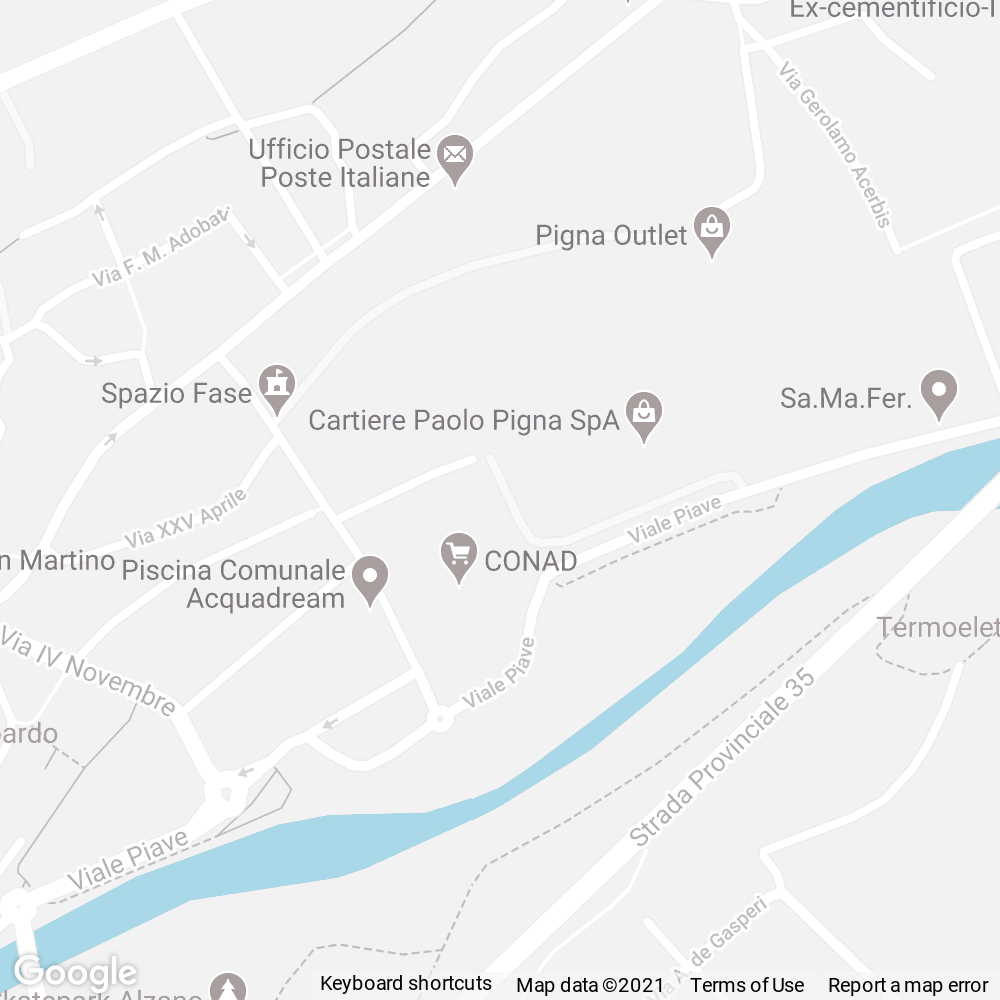 Ex-cementificio-I
Via Gerolamo Acerbis
Ufficio Postale
Poste Italiane
Pigna Outlet
Via F. M. Adobati
Spazio Fase
Sa.Ma.Fer.
Cartiere Paolo Pigna SpA
Via XXV Aprile
Viale Piave
n Martino
CONAD
Piscina Comunale
Acquadream
Termoelet
Via IV Novembre
Viale Piave
ardo
Strada Provinciale 35
Viale Piave
Via A. de Gasperi
Google
Skatepark Alzano
Keyboard shortcuts
Map data ©2021
Terms of Use
Report a map error